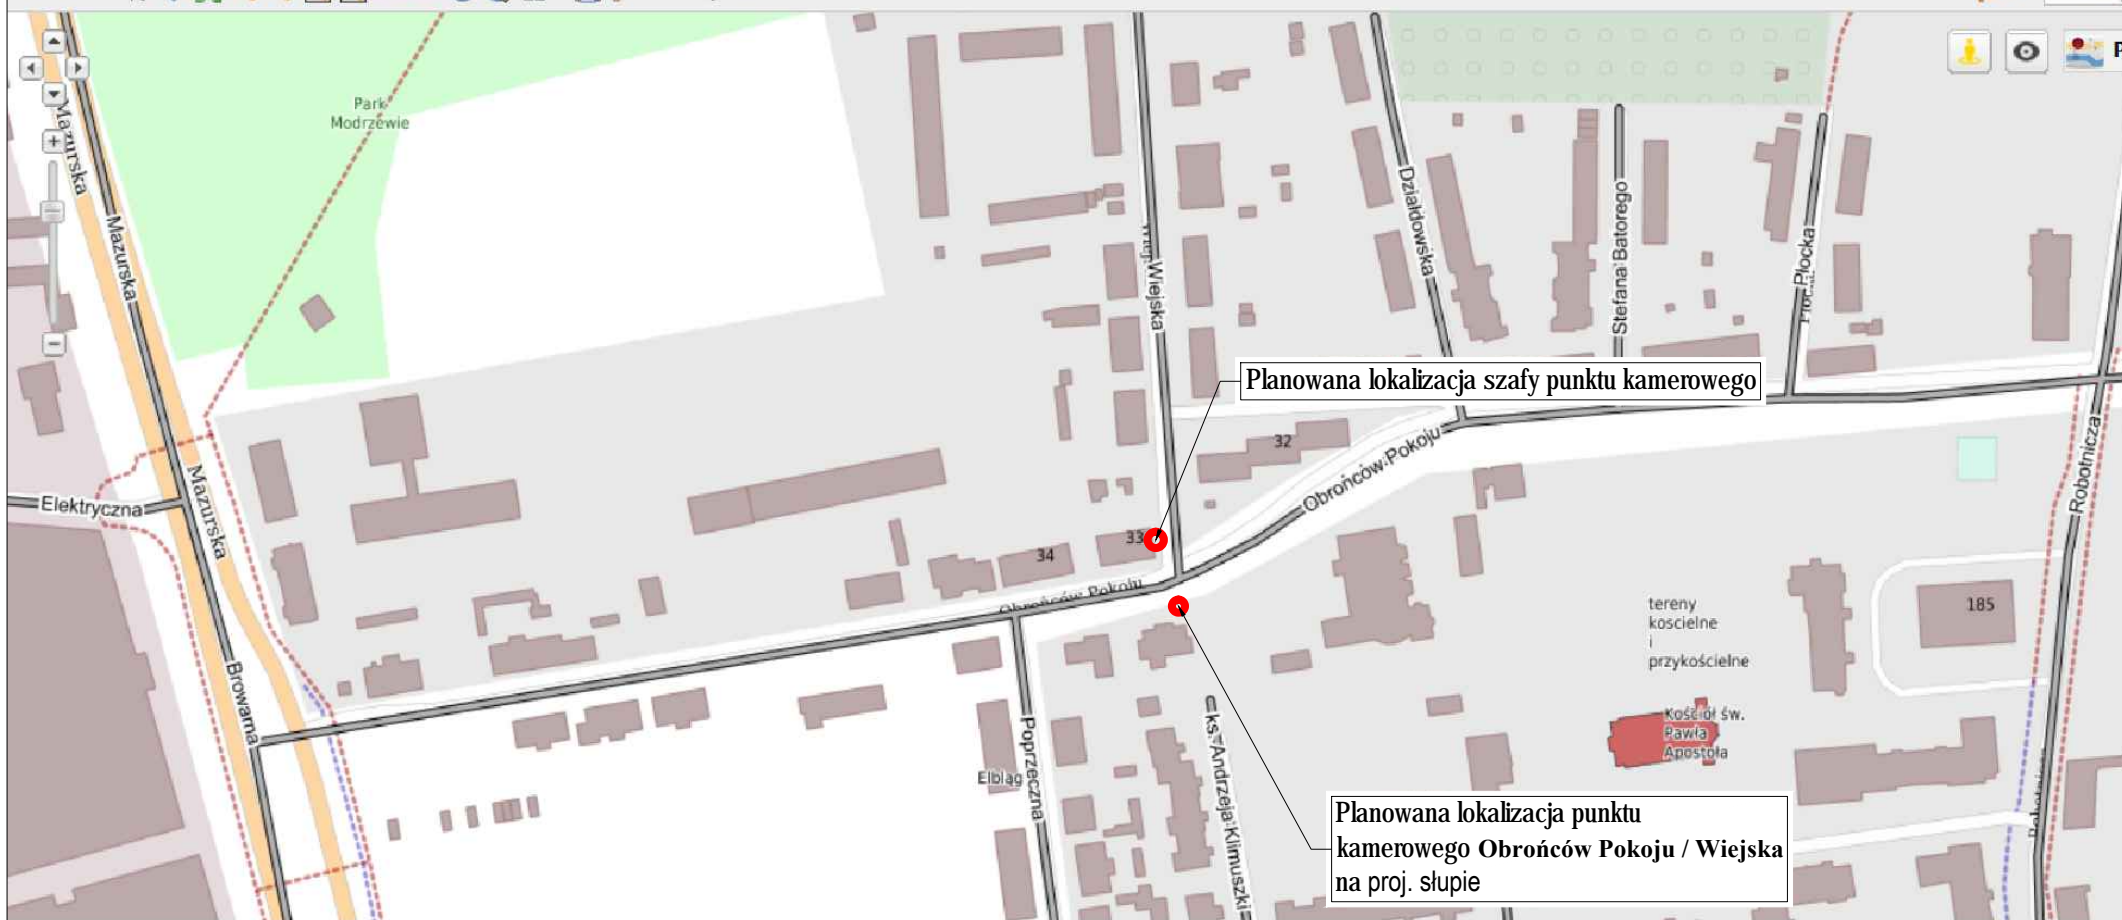 P
Park
Modrzewie
Mazurska
Mazurska
Mazurska
Wiejska
Działdowska
Stefana Batorego
Płocka
Robotnicza
Planowana lokalizacja szafy punktu kamerowego
32
Obrońców Pokoju
Elektryczna
33
34
Obrońców Pokoju
185
tereny
koscielne
i
przykościelne
Browarna
Kościół św.
Pawła
Apostoła
Poprzeczna
Elbląg
ks. Andrzeja Klimuszki
Planowana lokalizacja punktu
kamerowego Obrońców Pokoju / Wiejska
na proj. słupie